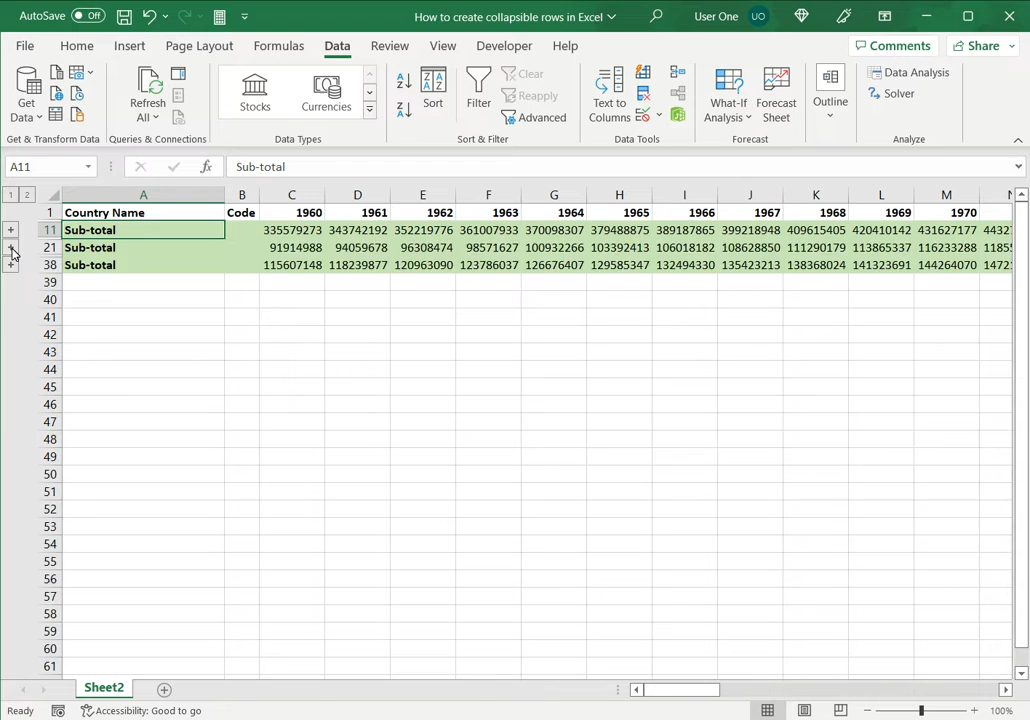 AutoSave Off How to create collapsible rows in Excel User One UO
File Home Insert Page Layout Formulas Data Review View Developer Help Comments Share
Get Data
Refresh All
Stocks Currencies
Sort
Filter
Clear
Reapply
Advanced
Text to Columns
What-If Analysis
Forecast Sheet
Outline
Data Analysis
Solver
Get & Transform Data Queries & Connections Data Types Sort & Filter Data Tools Forecast Analyze
A11 fx Sub-total
1 2 A B C D E F G H I J K L M
1 Country Name Code 1960 1961 1962 1963 1964 1965 1966 1967 1968 1969 1970
11 Sub-total 335579273 343742192 352219776 361007933 370098307 379488875 389187865 399218948 409615405 420410142 431627177 4432
21 Sub-total 91914988 94059678 96308474 98571627 100932266 103392413 106018182 108628850 111290179 113865337 116233288 1185
38 Sub-total 115607148 118239877 120963090 123786037 126676407 129585347 132494330 135423213 138368024 141323691 144264070 1472
39
40
41
42
43
44
45
46
47
48
49
50
51
52
53
54
55
56
57
58
59
60
61
Sheet2
Ready Accessibility: Good to go 100%